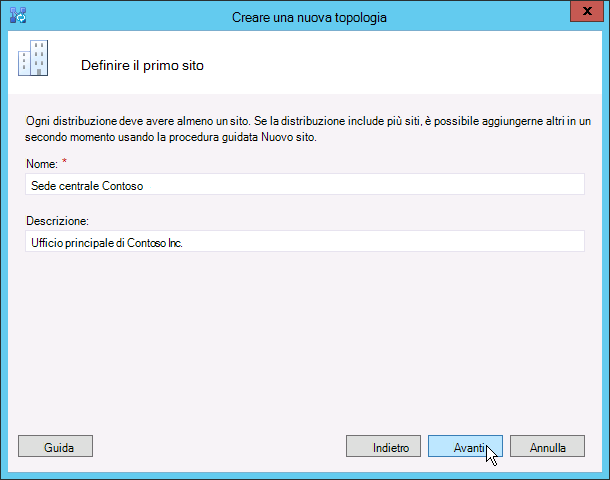 Creare una nuova topologia
X
Definire il primo sito
Ogni distribuzione deve avere almeno un sito. Se la distribuzione include più siti, è possibile aggiungerne altri in un
secondo momento usando la procedura guidata Nuovo sito.
Nome: *
Sede centrale Contoso
Descrizione:
Ufficio principale di Contoso Inc.
Guida Indietro Avanti Annulla